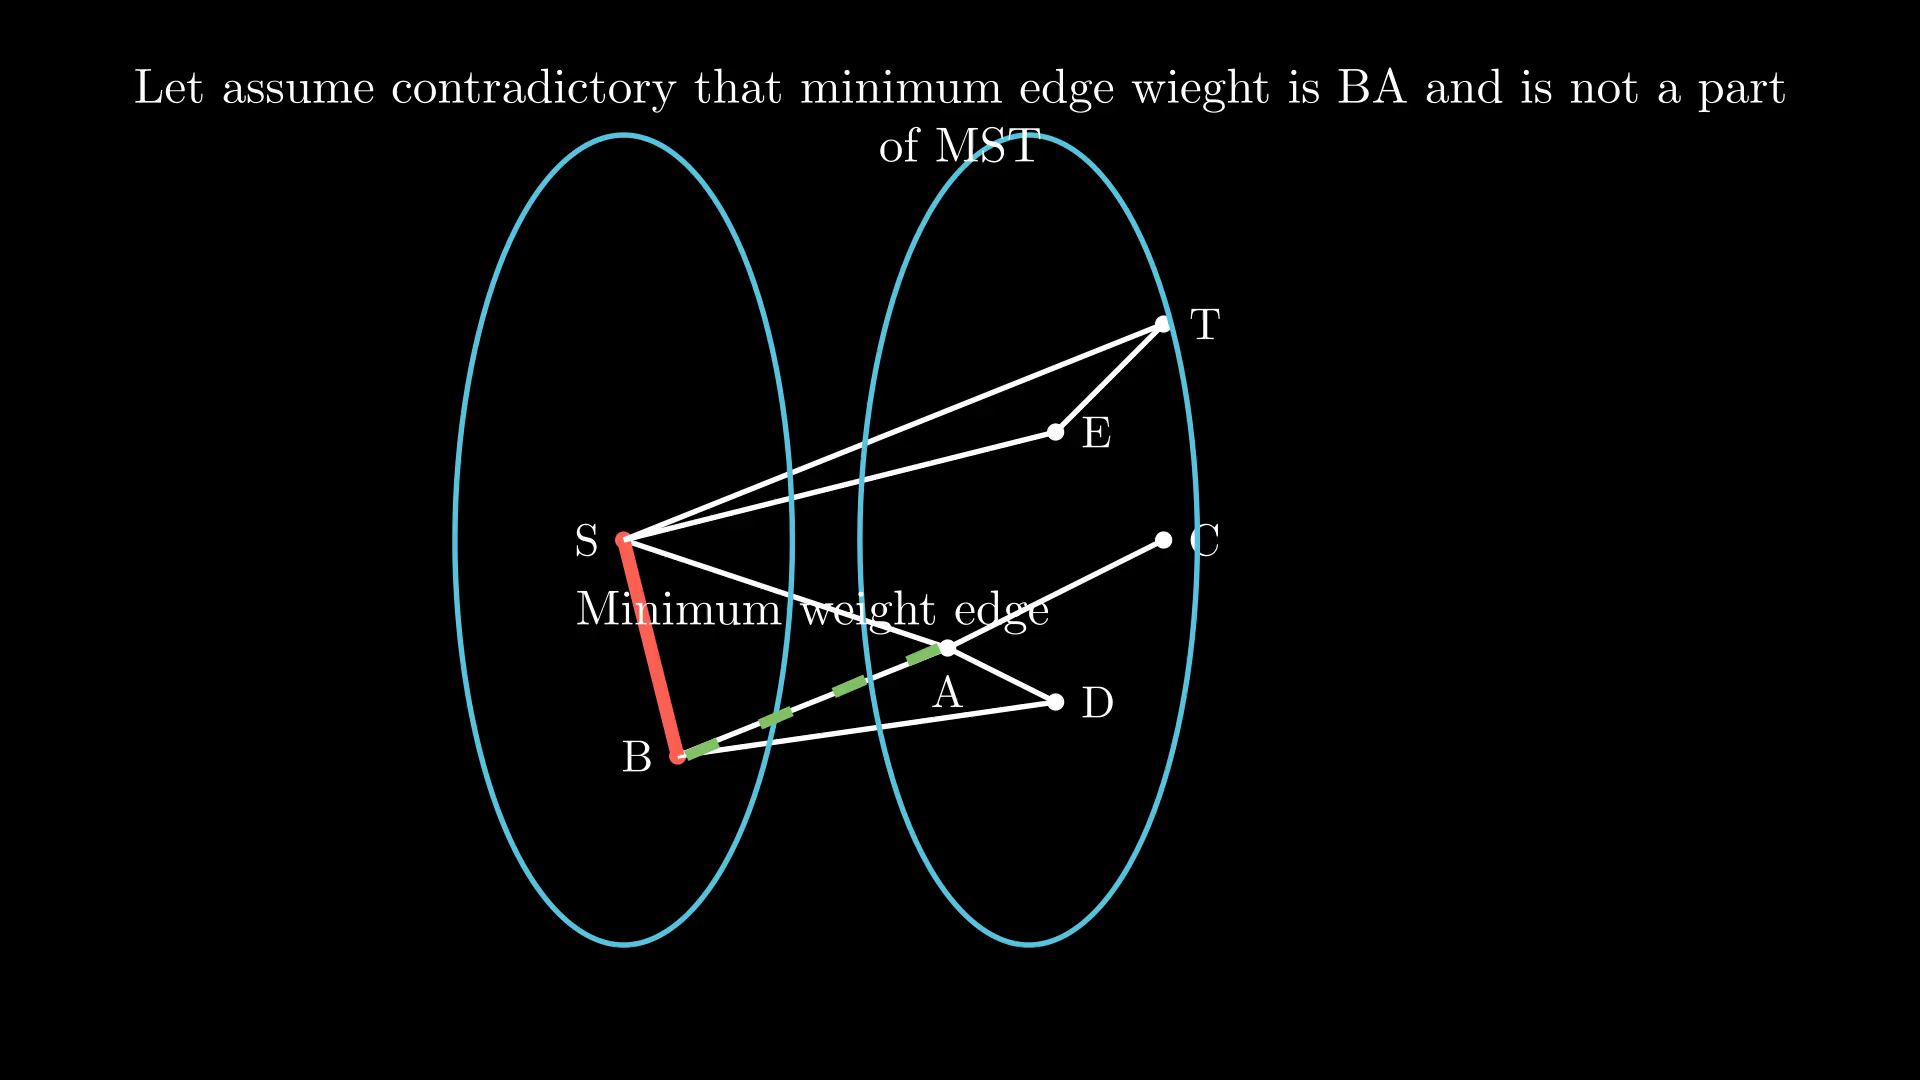 Let assume contradictory that minimum edge wieght is BA and is not a part
of MST
T
E
S
C
Minimum weight edge
A
D
B